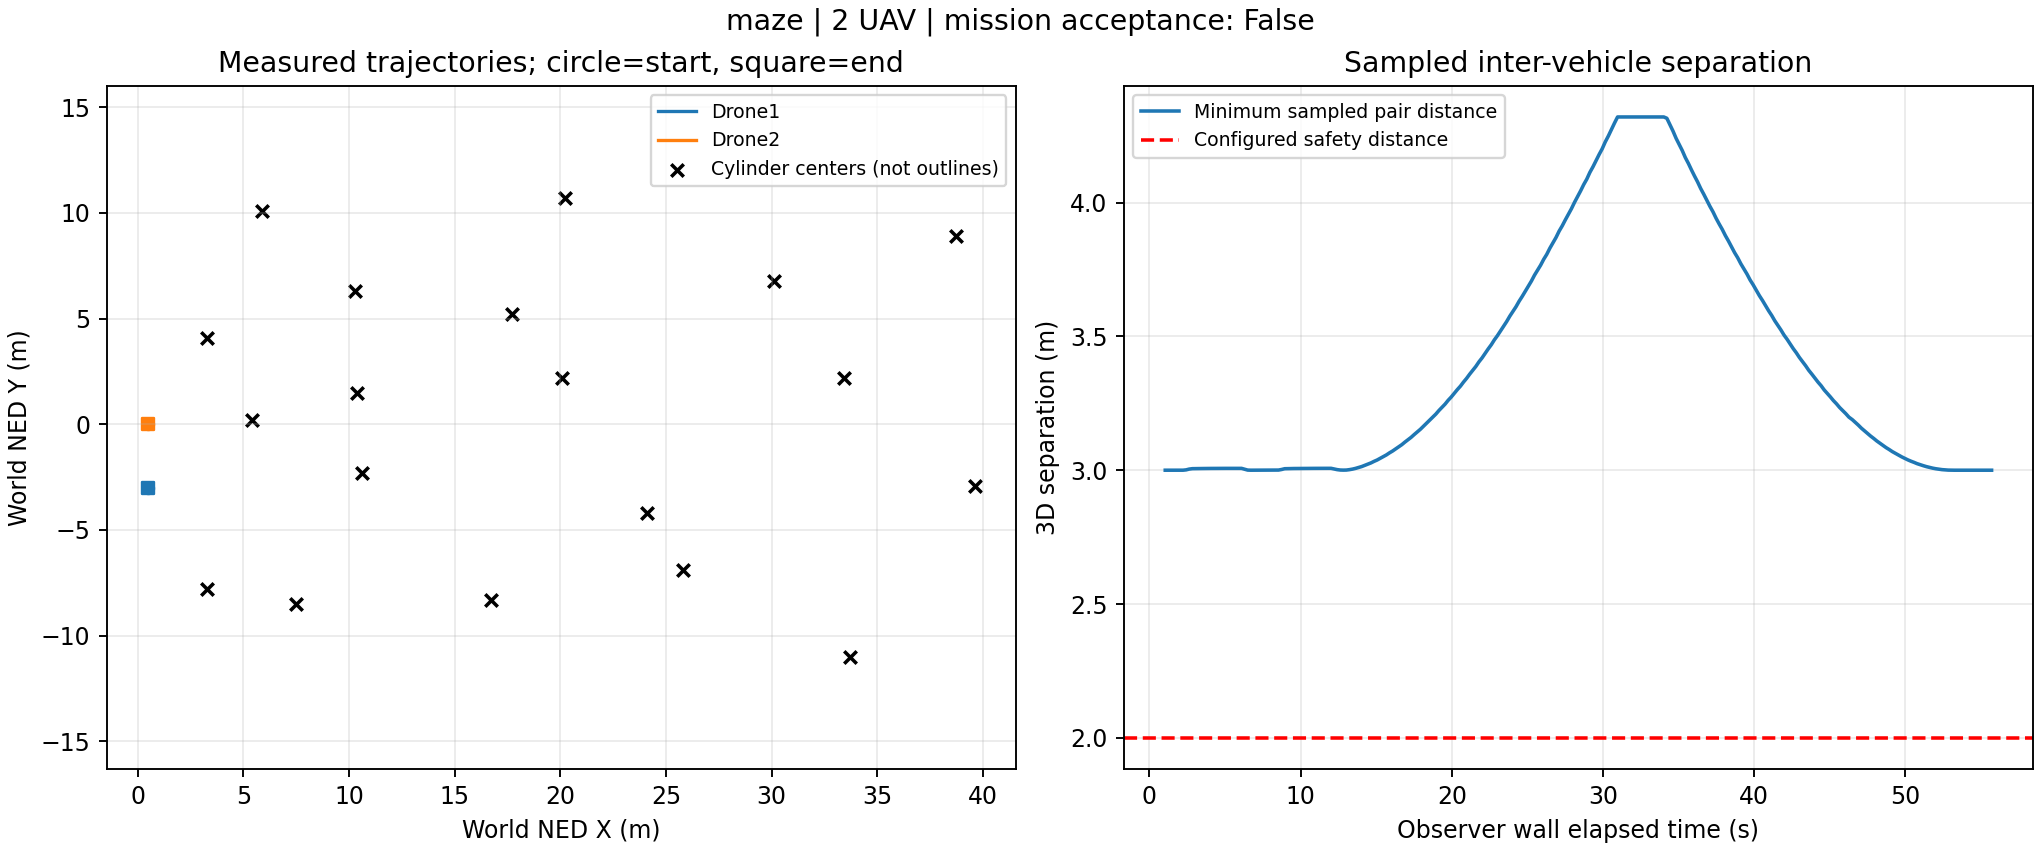 maze | 2 UAV | mission acceptance: False
Measured trajectories; circle=start, square=end
Drone1
Drone2
Cylinder centers (not outlines)
World NED Y (m)
15
10
5
0
−5
−10
−15
0 5 10 15 20 25 30 35 40
World NED X (m)
Sampled inter-vehicle separation
Minimum sampled pair distance
Configured safety distance
3D separation (m)
4.0
3.5
3.0
2.5
2.0
0 10 20 30 40 50
Observer wall elapsed time (s)